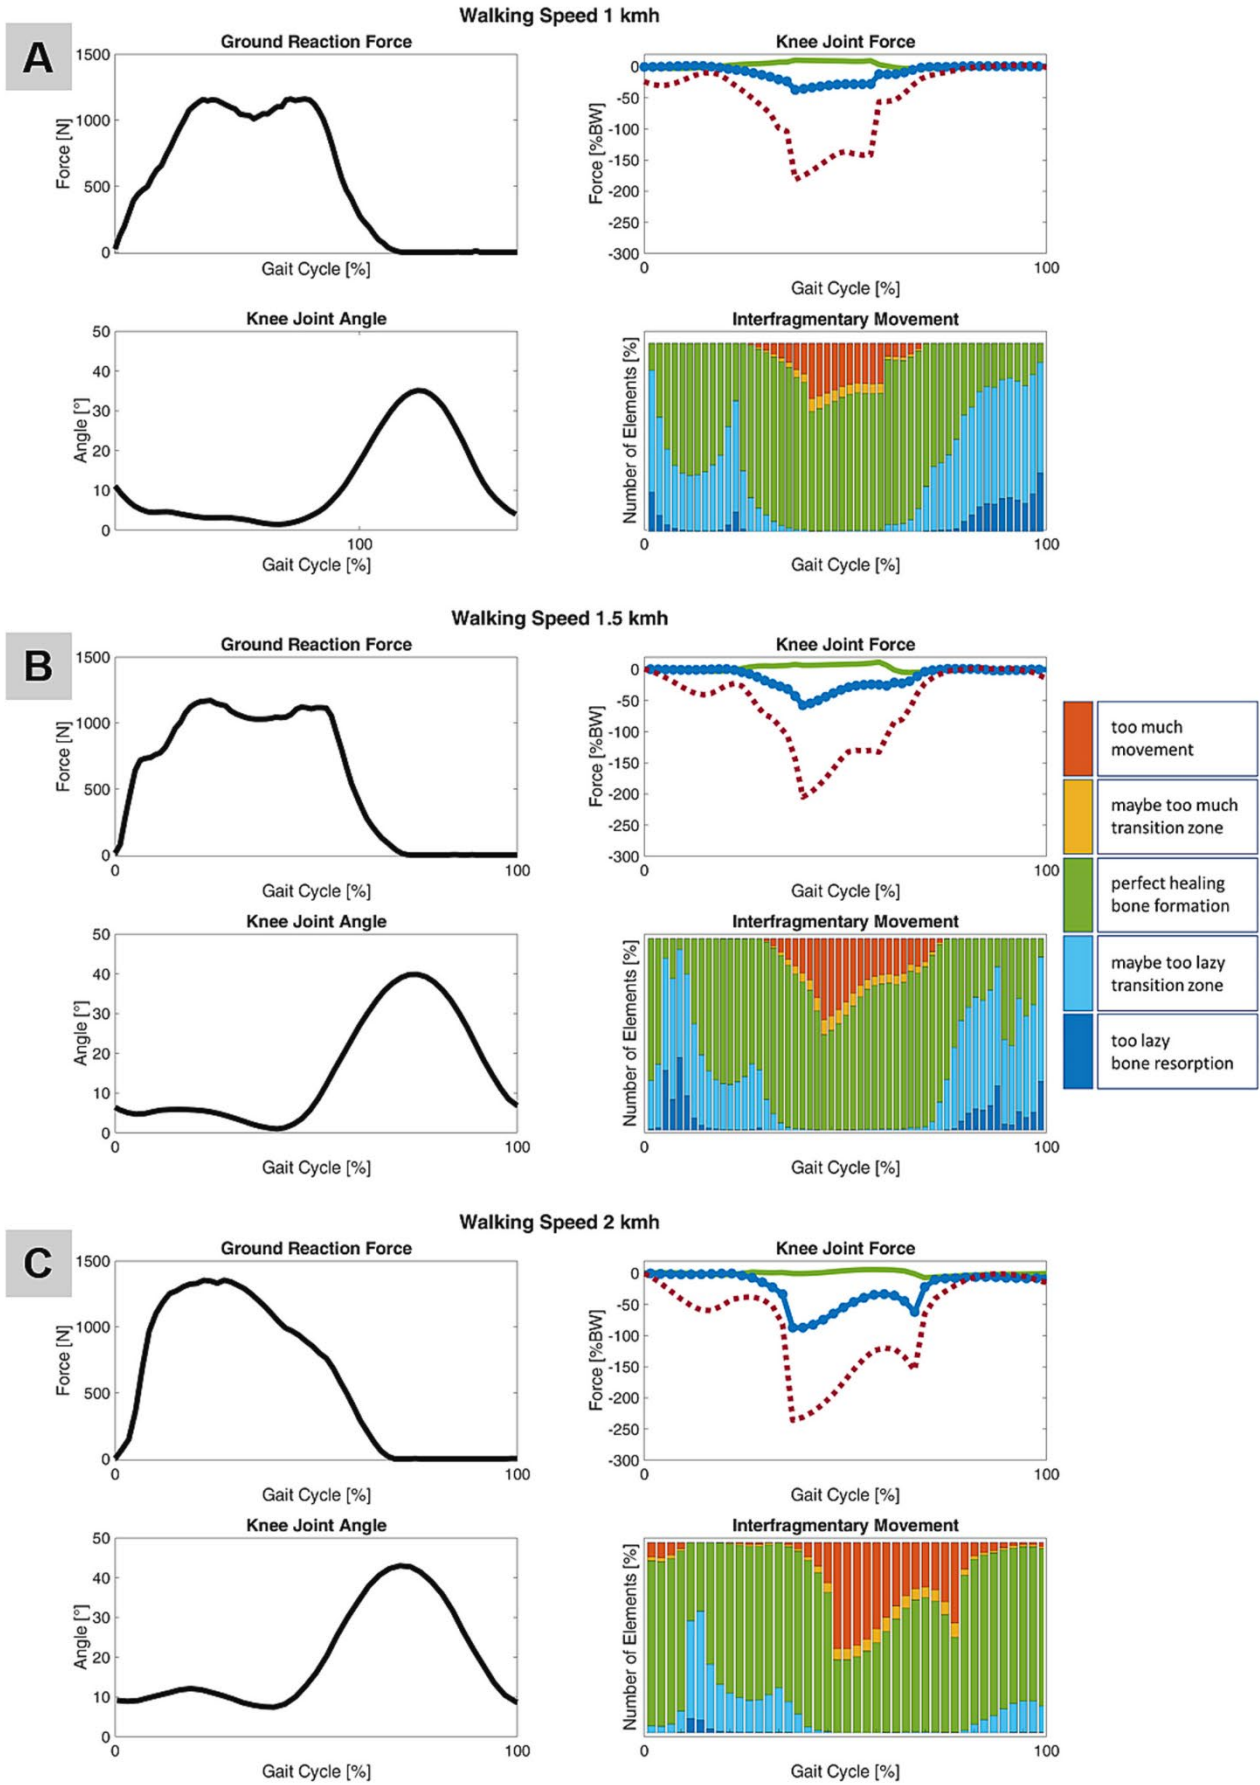 Walking Speed 1 kmh
A
Ground Reaction Force
1500
1000
500
0
Force [N]
Gait Cycle [%]
Knee Joint Force
0
-50
-100
-150
-200
-250
-300
Force [%BW]
0 100
Gait Cycle [%]
Knee Joint Angle
50
40
30
20
10
0
Angle [°]
100
Gait Cycle [%]
Interfragmentary Movement
Number of Elements [%]
0 100
Gait Cycle [%]
Walking Speed 1.5 kmh
B
Ground Reaction Force
1500
1000
500
0
Force [N]
0 100
Gait Cycle [%]
Knee Joint Force
0
-50
-100
-150
-200
-250
-300
Force [%BW]
0 100
Gait Cycle [%]
Knee Joint Angle
50
40
30
20
10
0
Angle [°]
0 100
Gait Cycle [%]
Interfragmentary Movement
Number of Elements [%]
0 100
Gait Cycle [%]
too much
movement
maybe too much
transition zone
perfect healing
bone formation
maybe too lazy
transition zone
too lazy
bone resorption
Walking Speed 2 kmh
C
Ground Reaction Force
1500
1000
500
0
Force [N]
0 100
Gait Cycle [%]
Knee Joint Force
0
-50
-100
-150
-200
-250
-300
Force [%BW]
0 100
Gait Cycle [%]
Knee Joint Angle
50
40
30
20
10
0
Angle [°]
0 100
Gait Cycle [%]
Interfragmentary Movement
Number of Elements [%]
0 100
Gait Cycle [%]